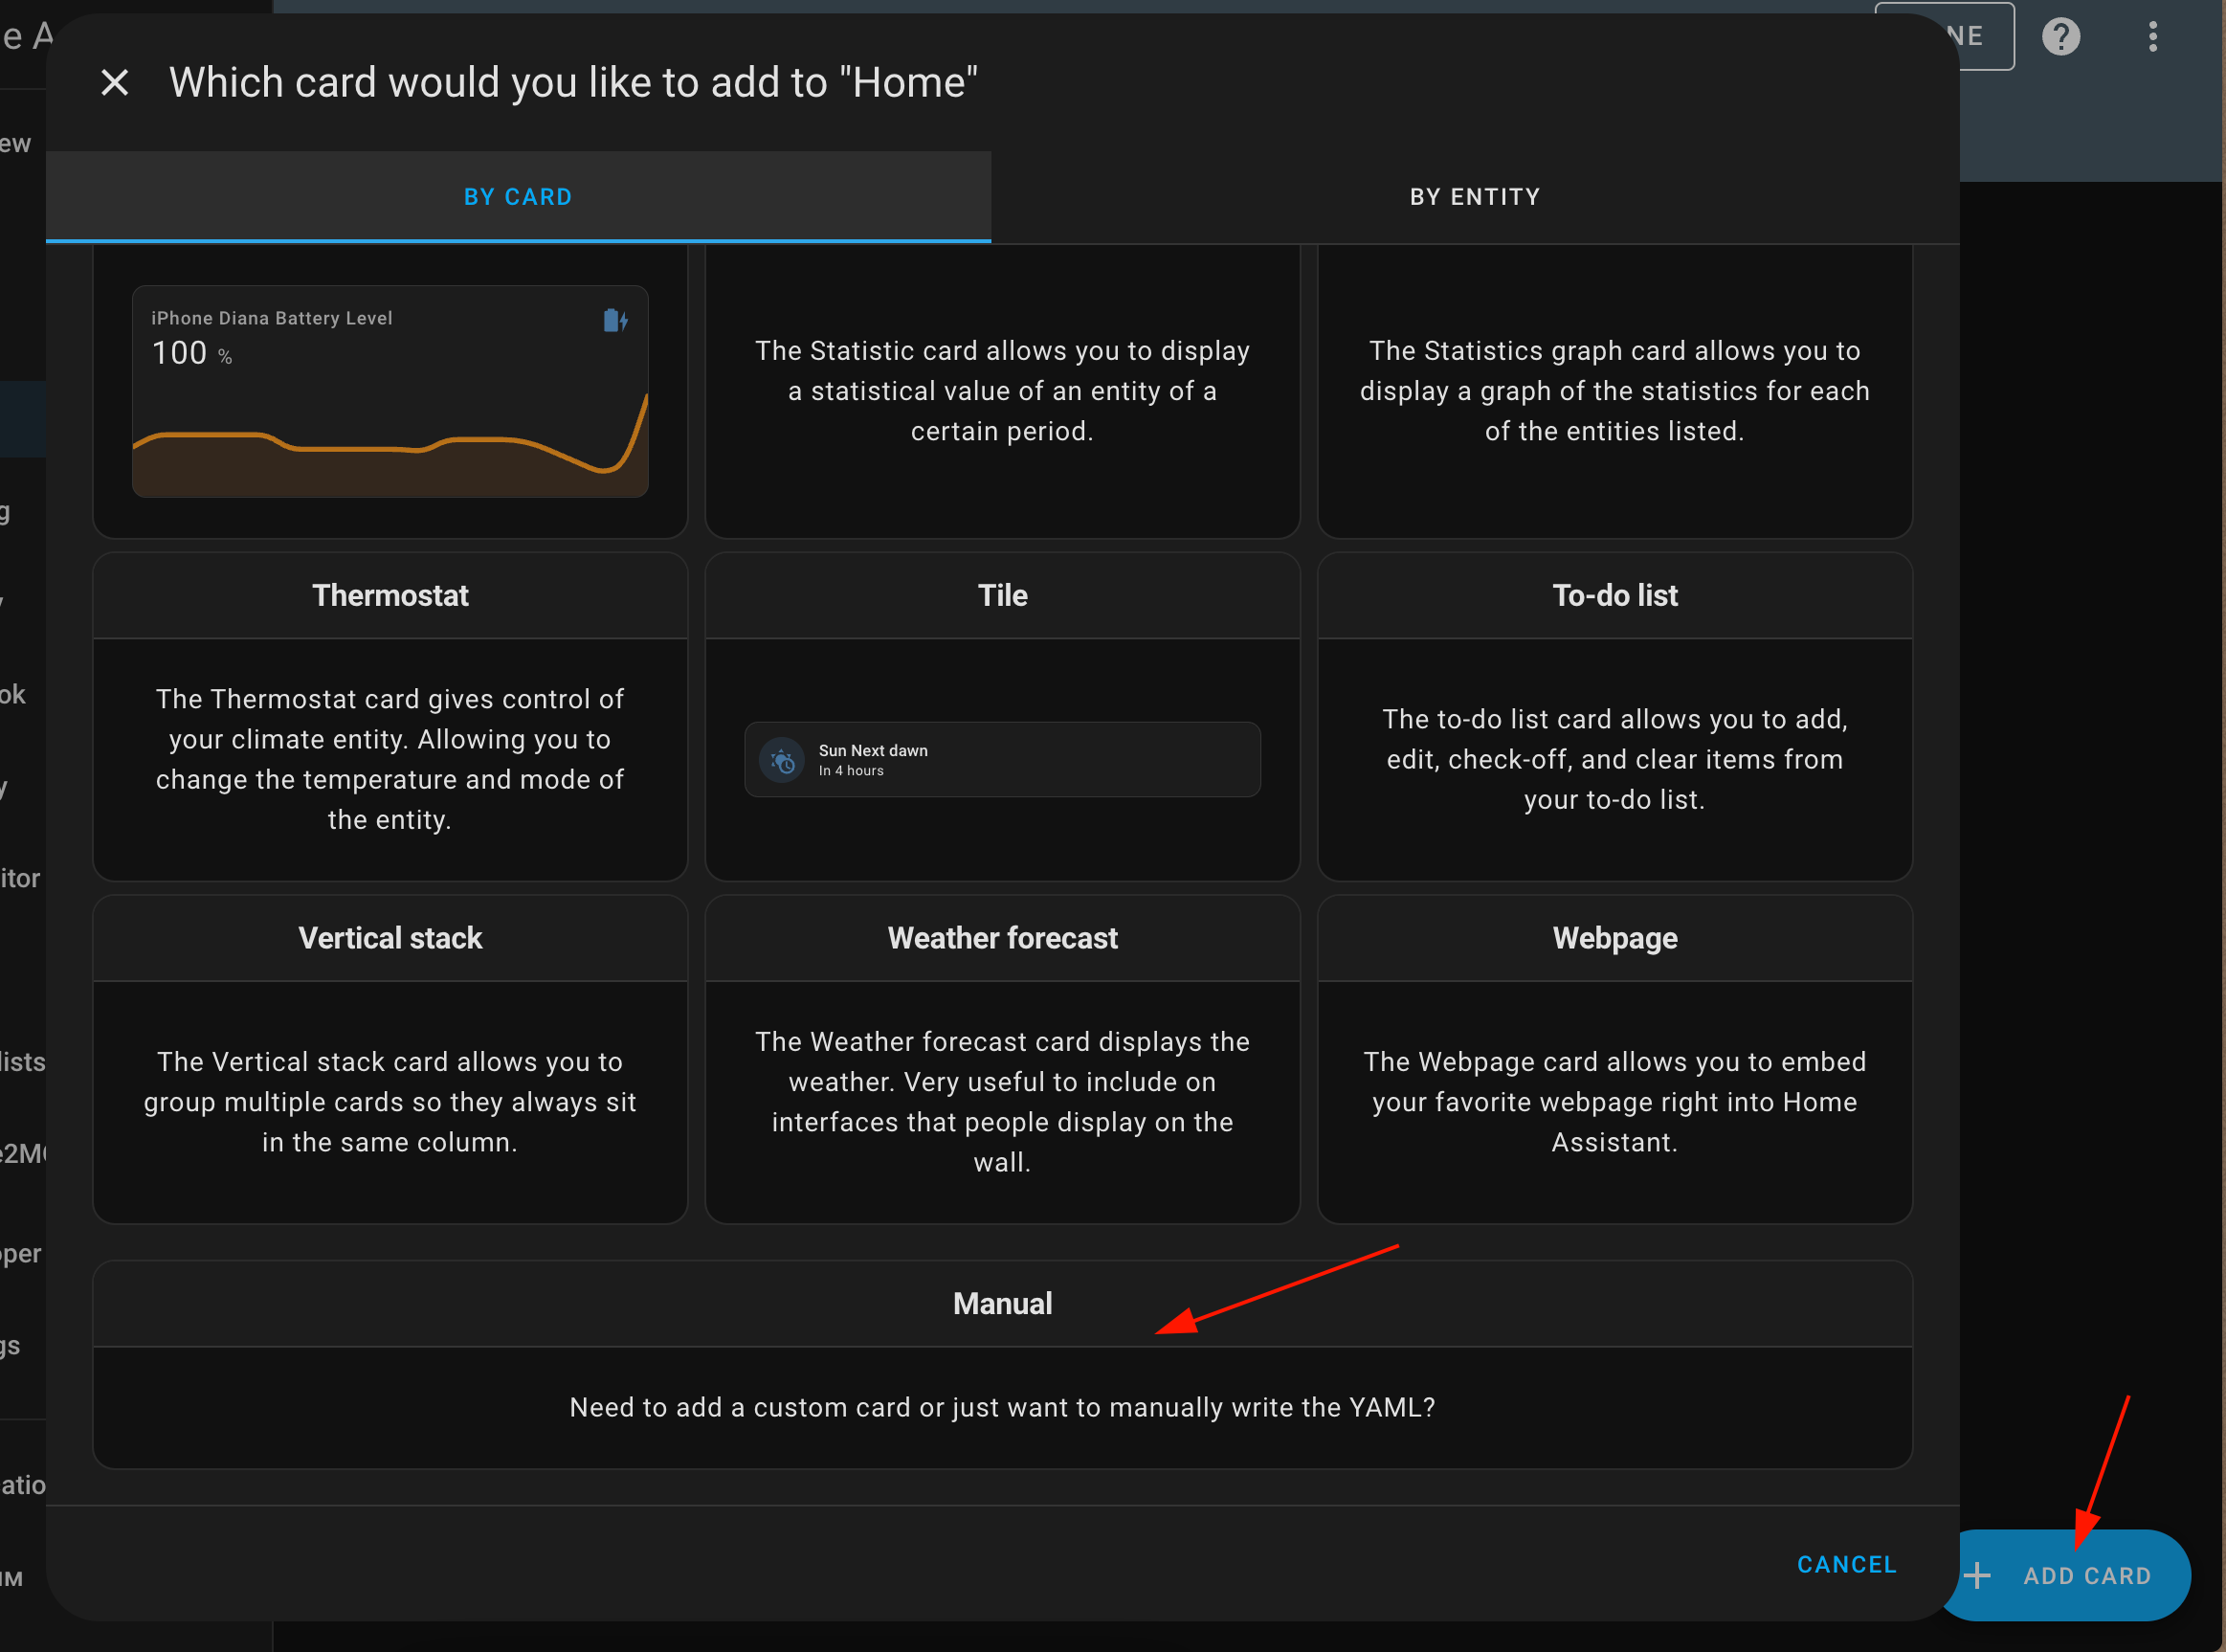 Which card would you like to add to "Home"
BY CARD
BY ENTITY
iPhone Diana Battery Level
100 %
The Statistic card allows you to display
a statistical value of an entity of a
certain period.
The Statistics graph card allows you to
display a graph of the statistics for each
of the entities listed.
Thermostat
The Thermostat card gives control of
your climate entity. Allowing you to
change the temperature and mode of
the entity.
Tile
Sun Next dawn
In 4 hours
To-do list
The to-do list card allows you to add,
edit, check-off, and clear items from
your to-do list.
Vertical stack
The Vertical stack card allows you to
group multiple cards so they always sit
in the same column.
Weather forecast
The Weather forecast card displays the
weather. Very useful to include on
interfaces that people display on the
wall.
Webpage
The Webpage card allows you to embed
your favorite webpage right into Home
Assistant.
Manual
Need to add a custom card or just want to manually write the YAML?
CANCEL
ADD CARD